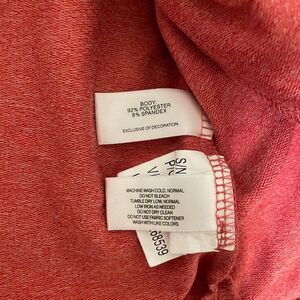 BODY
92% POLYESTER
8% SPANDEX
EXCLUSIVE OF DECORATION
MACHINE WASH COLD, NORMAL
DO NOT BLEACH
TUMBLE DRY LOW, NORMAL
LOW IRON AS NEEDED
DO NOT DRY CLEAN
DO NOT USE FABRIC SOFTENER
WASH WITH LIKE COLORS
68539